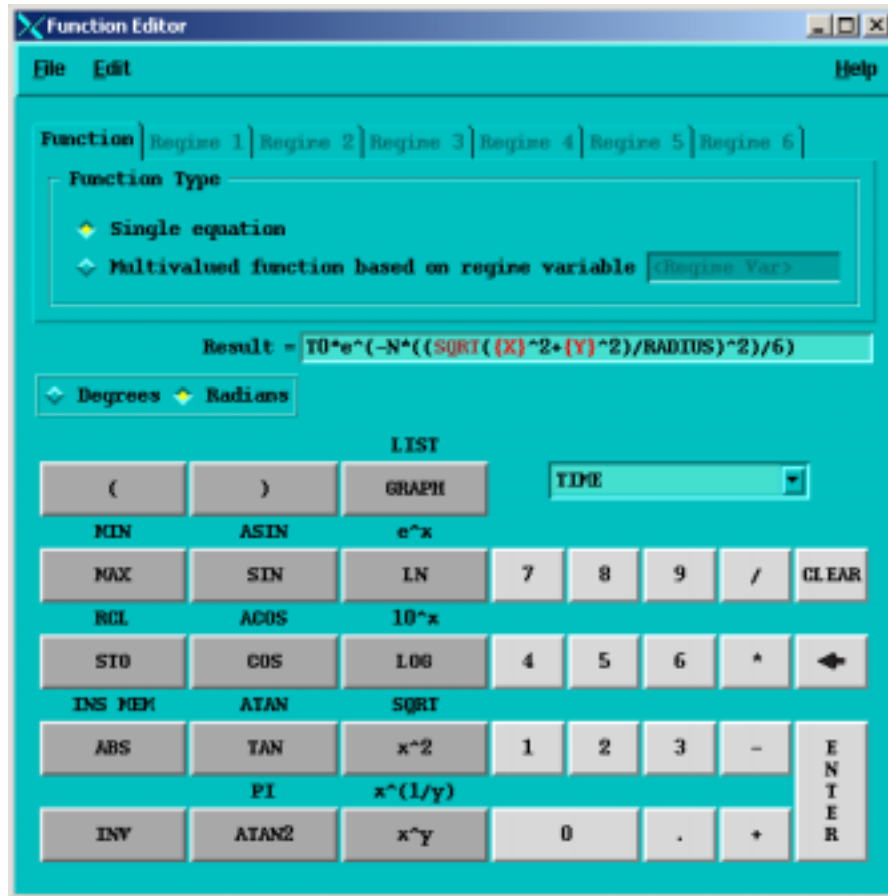 Function Editor
File Edit Help
Function Regime 1 Regime 2 Regime 3 Regime 4 Regime 5 Regime 6
Function Type
Single equation
Multivalued function based on regime variable <Regime Var>
Result = T0*e^(-N*((SQRT({X}^2+{Y}^2)/RADIUS)^2)/6)
Degrees Radians
LIST
( ) GRAPH TIME
MIN ASIN e^x
MAX SIN LN 7 8 9 / CLEAR
RCL ACOS 10^x
STO COS LOG 4 5 6 *
INS MEM ATAN SQRT
ABS TAN x^2 1 2 3 - ENTER
PI x^(1/y)
INV ATAN2 x^y 0 . +